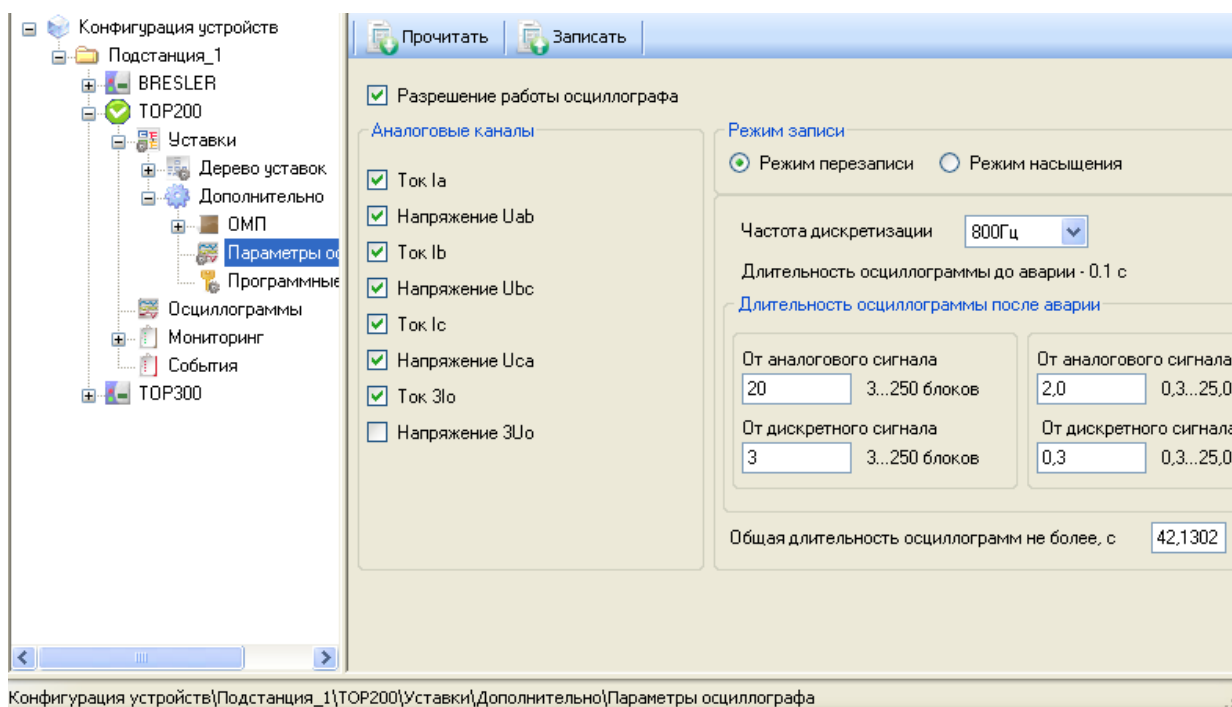 Конфигурация устройств
Подстанция_1
BRESLER
ТОР200
Уставки
Дерево уставок
Дополнительно
ОМП
Параметры ос
Программные
Осциллограммы
Мониторинг
События
ТОР300
Прочитать Записать
Разрешение работы осциллографа
Аналоговые каналы
Ток Ia
Напряжение Uab
Ток Ib
Напряжение Ubc
Ток Ic
Напряжение Uca
Ток 3Io
Напряжение 3Uo
Режим записи
Режим перезаписи Режим насыщения
Частота дискретизации 800Гц
Длительность осциллограммы до аварии - 0.1 с
Длительность осциллограммы после аварии
От аналогового сигнала От аналогового сигнала
20 3...250 блоков 2,0 0,3...25,0
От дискретного сигнала От дискретного сигнала
3 3...250 блоков 0,3 0,3...25,0
Общая длительность осциллограмм не более, с 42,1302
Конфигурация устройств\Подстанция_1\ТОР200\Уставки\Дополнительно\Параметры осциллографа